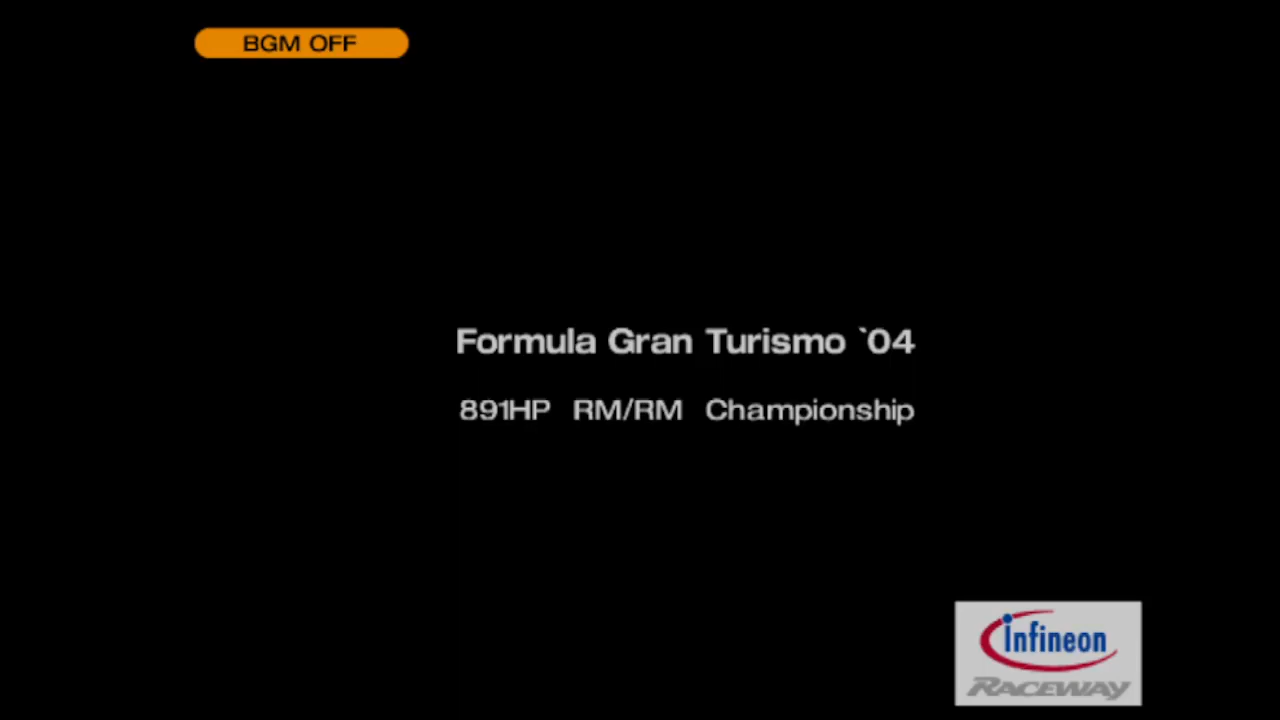 BGM OFF
Formula Gran Turismo `04
891HP RM/RM Championship
infineon
RACEWAY